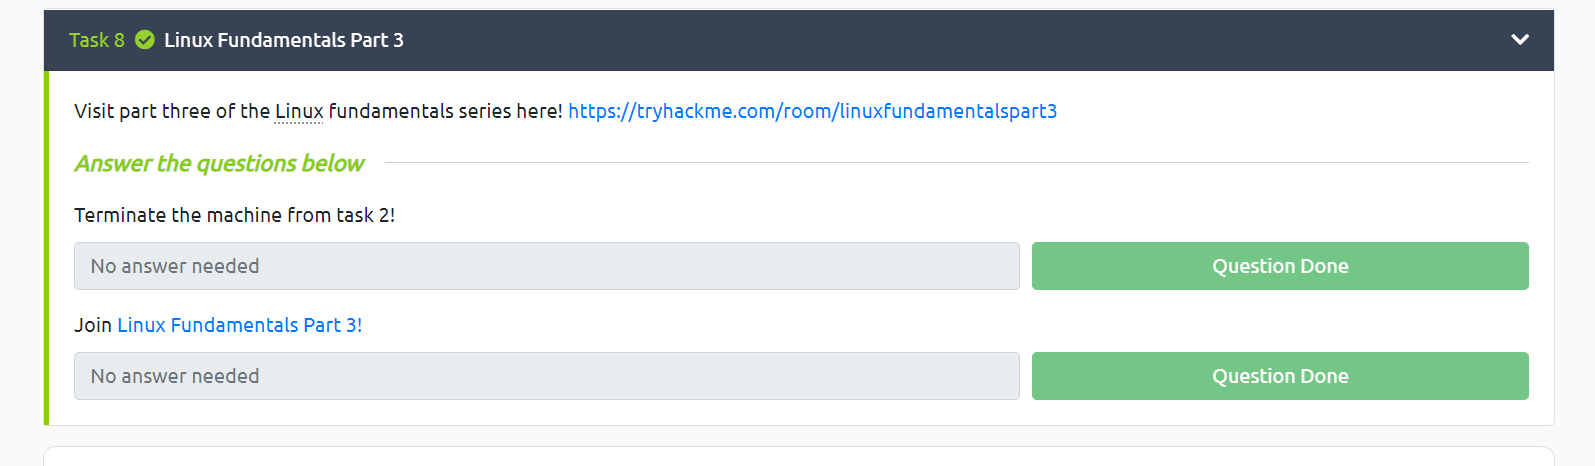 Task 8 Linux Fundamentals Part 3
Visit part three of the Linux fundamentals series here! https://tryhackme.com/room/linuxfundamentalspart3
Answer the questions below
Terminate the machine from task 2!
No answer needed
Question Done
Join Linux Fundamentals Part 3!
No answer needed
Question Done